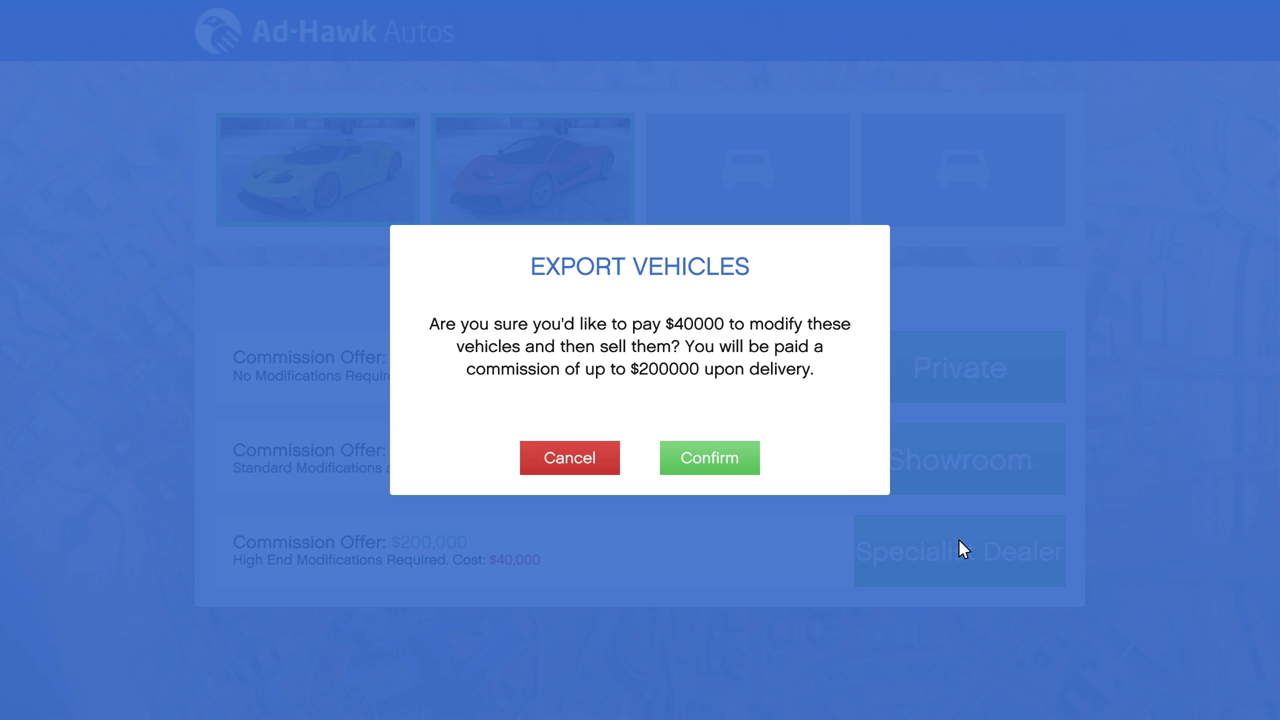 Ad-Hawk Autos
EXPORT VEHICLES
Are you sure you'd like to pay $40000 to modify these
vehicles and then sell them? You will be paid a
commission of up to $200000 upon delivery.
Cancel
Confirm
Commission Offer:
No Modifications
Private
Commission Offer:
Standard Modifications
Showroom
Commission Offer: $200,000
High End Modifications Required. Cost: $40,000
Specialist Dealer